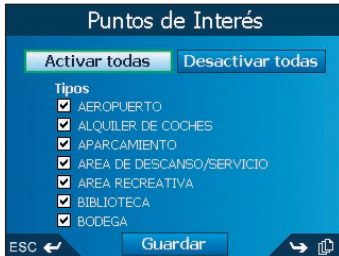 Puntos de Interés
Activar todas Desactivar todas
Tipos
AEROPUERTO
ALQUILER DE COCHES
APARCAMIENTO
AREA DE DESCANSO/SERVICIO
AREA RECREATIVA
BIBLIOTECA
BODEGA
ESC Guardar